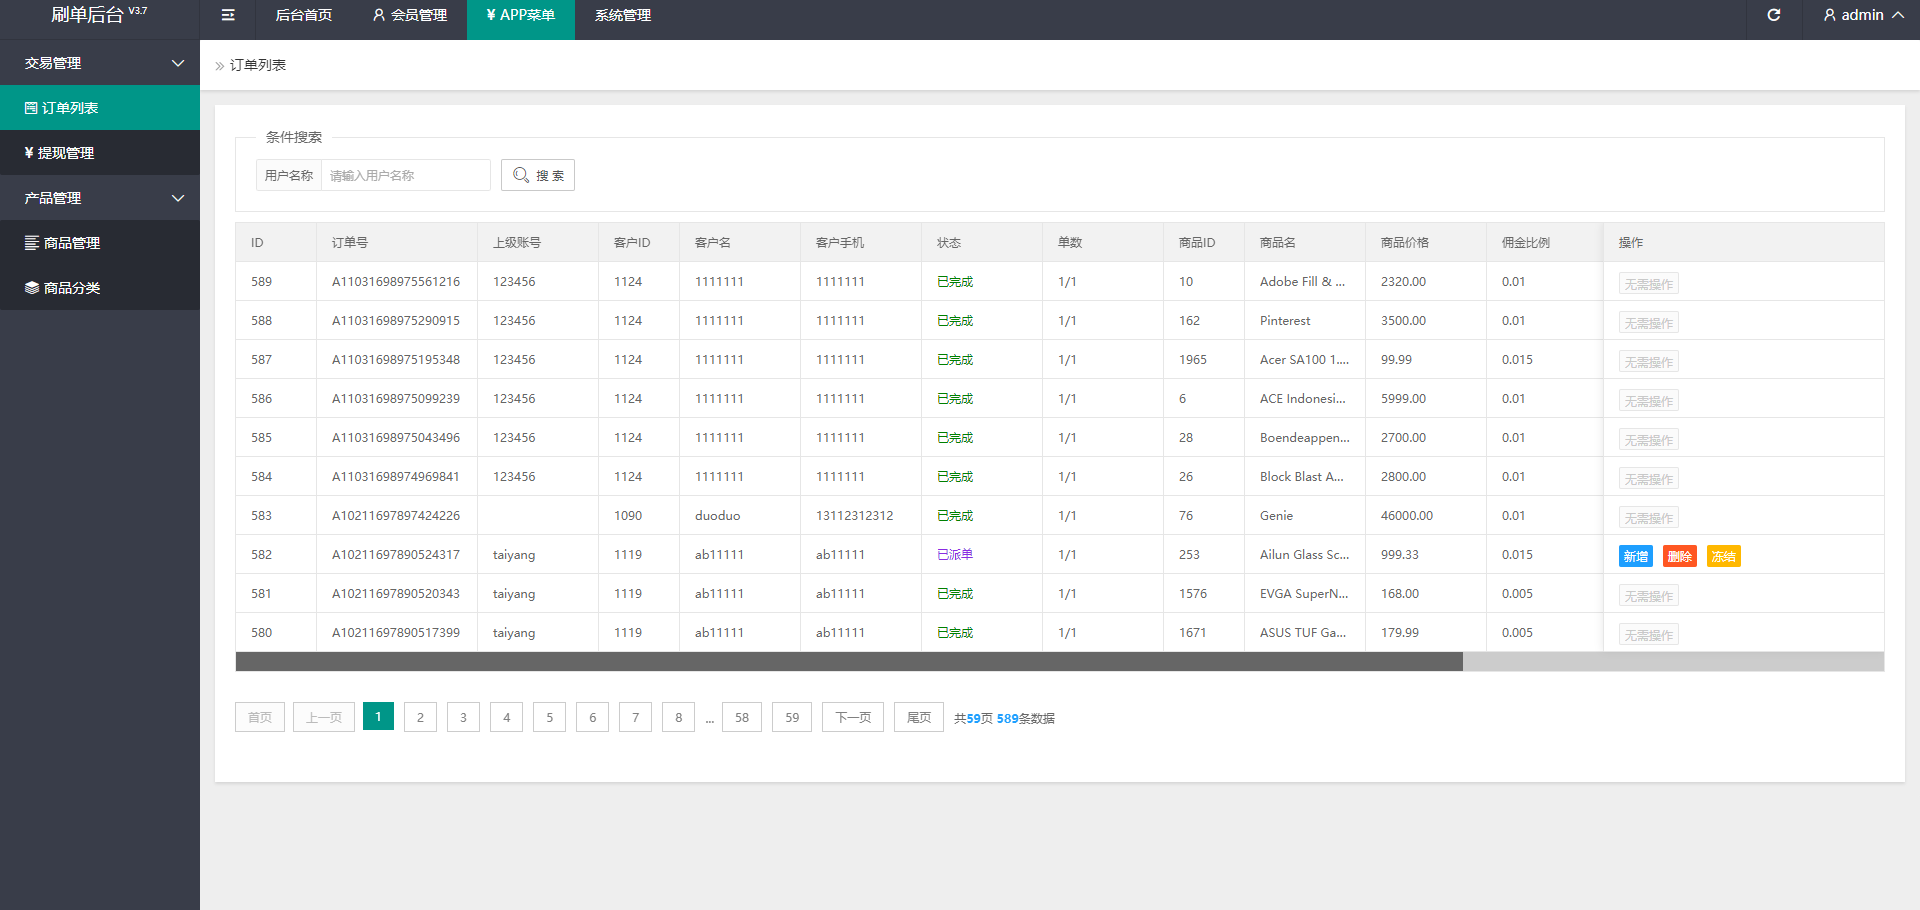 刷单后台 V3.7
后台首页 会员管理 ¥ APP菜单 系统管理 admin
交易管理
订单列表
¥ 提现管理
产品管理
商品管理
商品分类
» 订单列表
条件搜索
用户名称 请输入用户名称 搜 索
ID 订单号 上级账号 客户ID 客户名 客户手机 状态 单数 商品ID 商品名 商品价格 佣金比例 操作
589 A11031698975561216 123456 1124 1111111 1111111 已完成 1/1 10 Adobe Fill & ... 2320.00 0.01 无需操作
588 A11031698975290915 123456 1124 1111111 1111111 已完成 1/1 162 Pinterest 3500.00 0.01 无需操作
587 A11031698975195348 123456 1124 1111111 1111111 已完成 1/1 1965 Acer SA100 1.... 99.99 0.015 无需操作
586 A11031698975099239 123456 1124 1111111 1111111 已完成 1/1 6 ACE Indonesi... 5999.00 0.01 无需操作
585 A11031698975043496 123456 1124 1111111 1111111 已完成 1/1 28 Boendeappen... 2700.00 0.01 无需操作
584 A11031698974969841 123456 1124 1111111 1111111 已完成 1/1 26 Block Blast A... 2800.00 0.01 无需操作
583 A10211697897424226 1090 duoduo 13112312312 已完成 1/1 76 Genie 46000.00 0.01 无需操作
582 A10211697890524317 taiyang 1119 ab11111 ab11111 已派单 1/1 253 Ailun Glass Sc... 999.33 0.015 新增 删除 冻结
581 A10211697890520343 taiyang 1119 ab11111 ab11111 已完成 1/1 1576 EVGA SuperN... 168.00 0.005 无需操作
580 A10211697890517399 taiyang 1119 ab11111 ab11111 已完成 1/1 1671 ASUS TUF Ga... 179.99 0.005 无需操作
首页 上一页 1 2 3 4 5 6 7 8 ... 58 59 下一页 尾页 共59页 589条数据